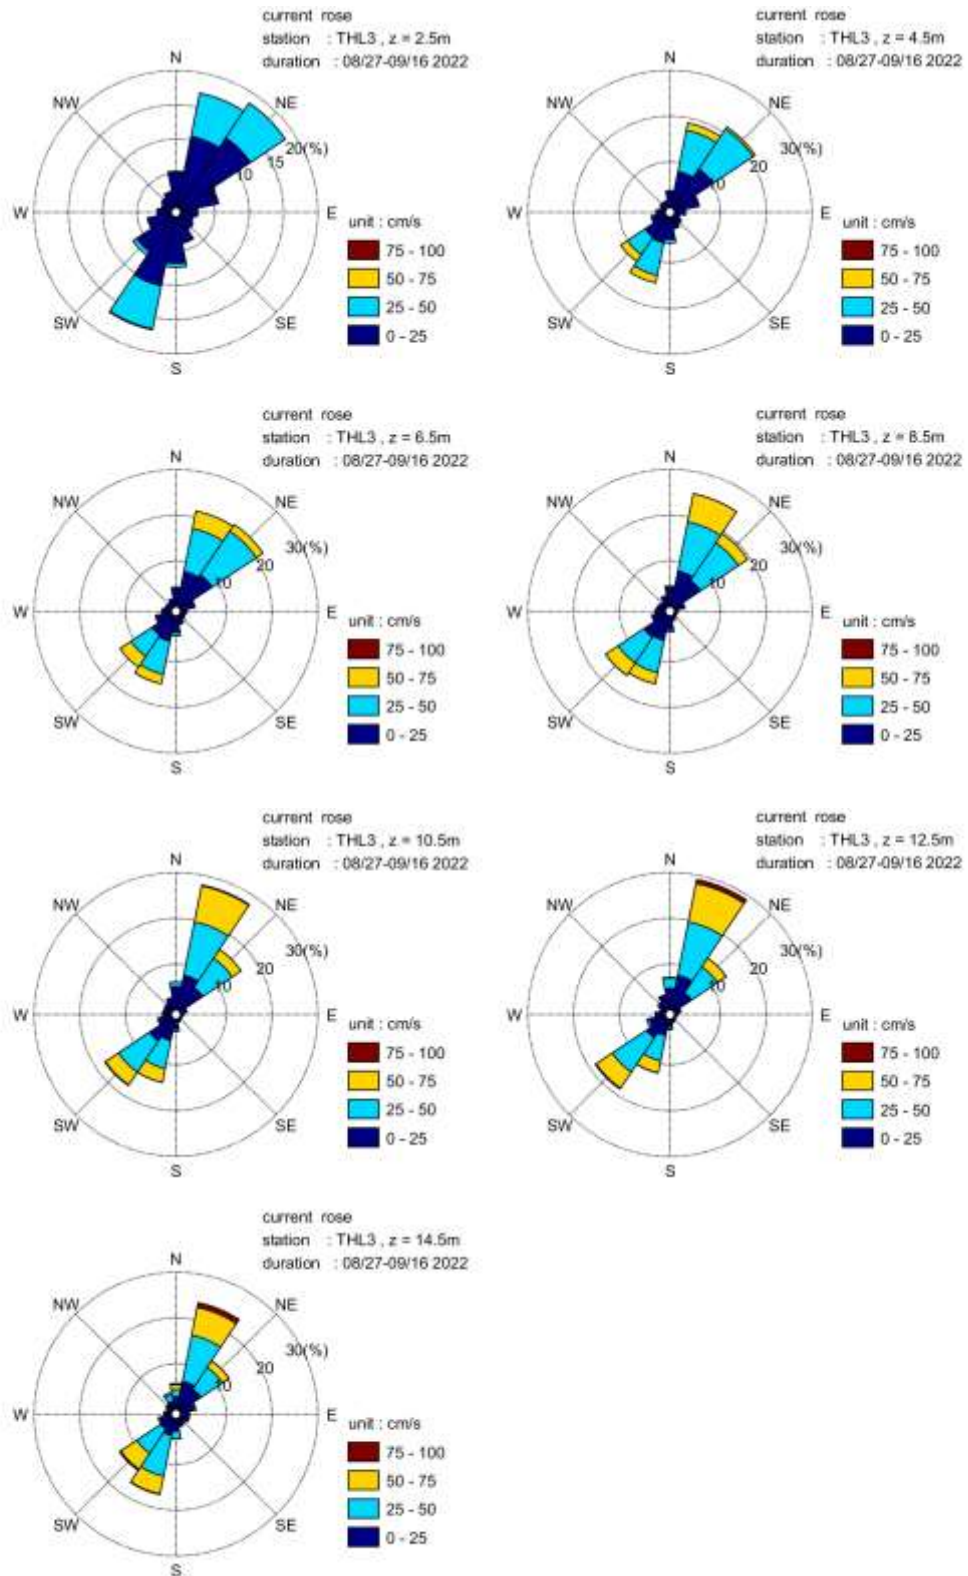 current rose
station : THL3 , z = 2.5m
duration : 08/27-09/16 2022
N
NE
E
SE
S
SW
W
NW
10
15
20(%)
unit : cm/s
75 - 100
50 - 75
25 - 50
0 - 25
current rose
station : THL3 , z = 4.5m
duration : 08/27-09/16 2022
N
NE
E
SE
S
SW
W
NW
10
20
30(%)
unit : cm/s
75 - 100
50 - 75
25 - 50
0 - 25
current rose
station : THL3 , z = 6.5m
duration : 08/27-09/16 2022
N
NE
E
SE
S
SW
W
NW
10
20
30(%)
unit : cm/s
75 - 100
50 - 75
25 - 50
0 - 25
current rose
station : THL3 , z = 8.5m
duration : 08/27-09/16 2022
N
NE
E
SE
S
SW
W
NW
10
20
30(%)
unit : cm/s
75 - 100
50 - 75
25 - 50
0 - 25
current rose
station : THL3 , z = 10.5m
duration : 08/27-09/16 2022
N
NE
E
SE
S
SW
W
NW
10
20
30(%)
unit : cm/s
75 - 100
50 - 75
25 - 50
0 - 25
current rose
station : THL3 , z = 12.5m
duration : 08/27-09/16 2022
N
NE
E
SE
S
SW
W
NW
10
20
30(%)
unit : cm/s
75 - 100
50 - 75
25 - 50
0 - 25
current rose
station : THL3 , z = 14.5m
duration : 08/27-09/16 2022
N
NE
E
SE
S
SW
W
NW
10
20
30(%)
unit : cm/s
75 - 100
50 - 75
25 - 50
0 - 25